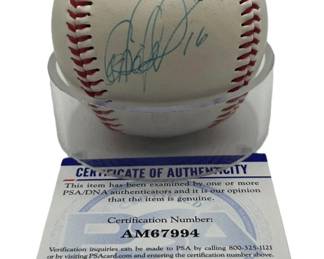 16
CERTIFICATE OF AUTHENTICITY
This item has been examined by one or more
PSA/DNA authenticators and it is our opinion
that the item is genuine.
Certification Number:
AM67994
Verification inquiries can be made to PSA by calling 800-325-1121
or by visiting PSAcard.com and entering the certification number above.